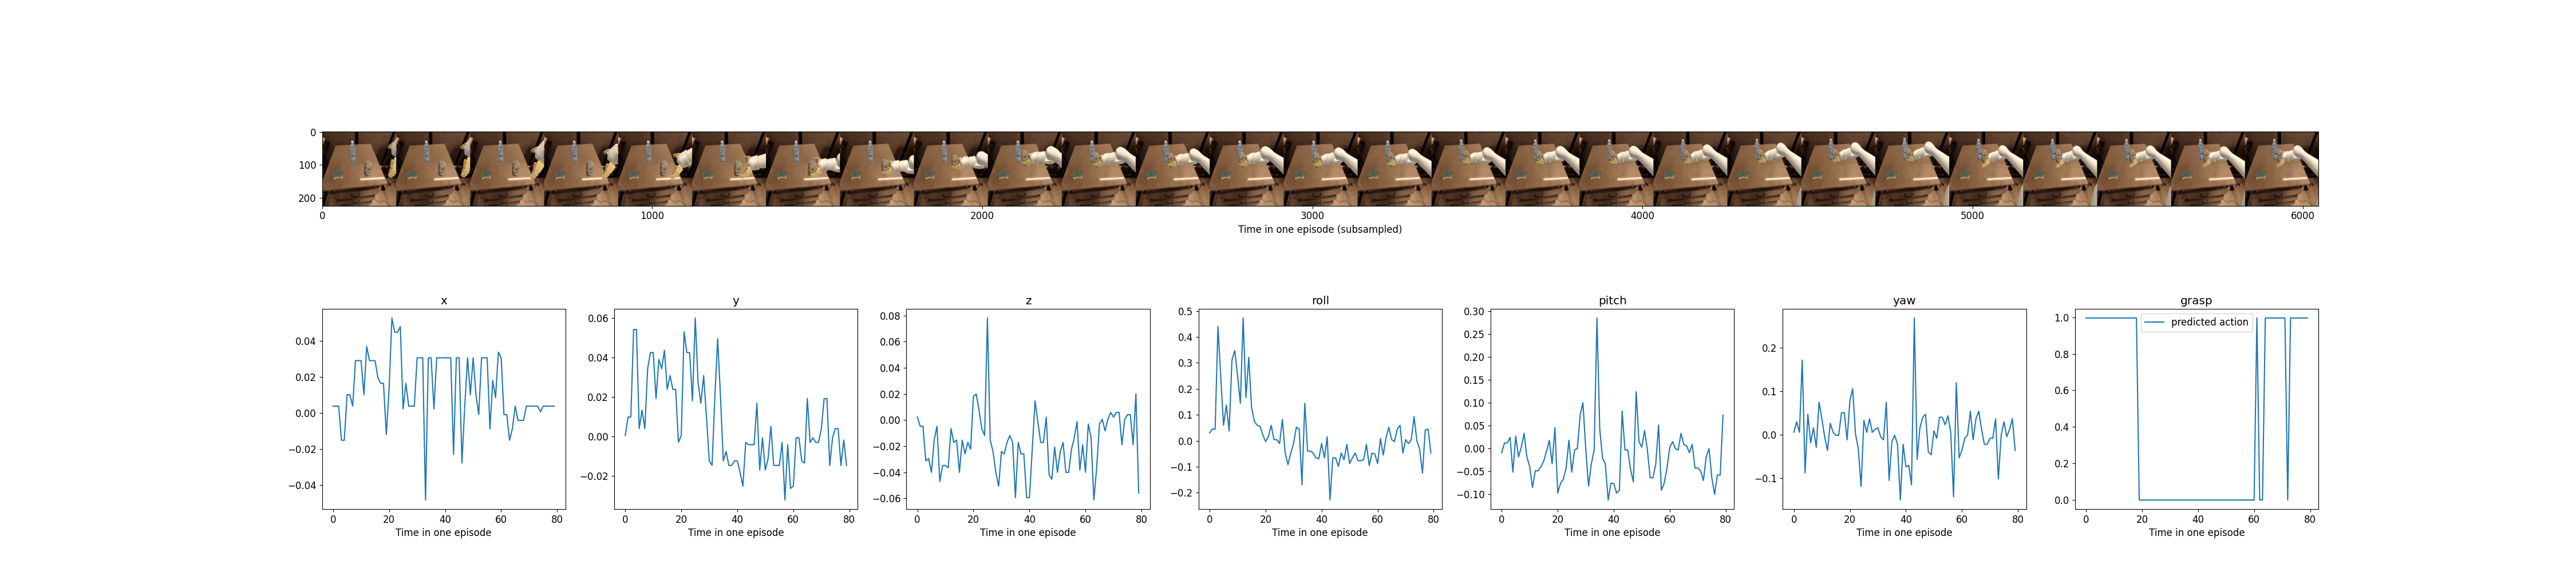 0
100
200
0 1000 2000 3000 4000 5000 6000
Time in one episode (subsampled)
x
0.04
0.02
0.00
−0.02
−0.04
0 20 40 60 80
Time in one episode
y
0.06
0.04
0.02
0.00
−0.02
0 20 40 60 80
Time in one episode
z
0.08
0.06
0.04
0.02
0.00
−0.02
−0.04
−0.06
0 20 40 60 80
Time in one episode
roll
0.5
0.4
0.3
0.2
0.1
0.0
−0.1
−0.2
0 20 40 60 80
Time in one episode
pitch
0.30
0.25
0.20
0.15
0.10
0.05
0.00
−0.05
−0.10
0 20 40 60 80
Time in one episode
yaw
0.2
0.1
0.0
−0.1
0 20 40 60 80
Time in one episode
grasp
predicted action
1.0
0.8
0.6
0.4
0.2
0.0
0 20 40 60 80
Time in one episode